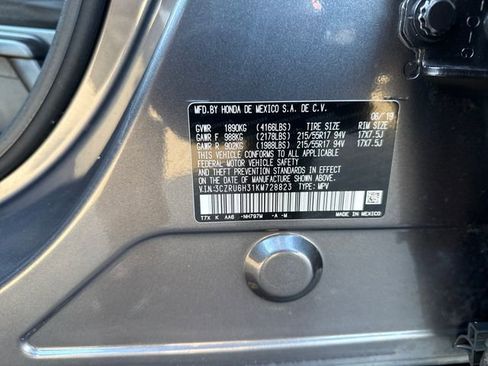 MFD.BY HONDA DE MEXICO S.A. DE C.V.
08/19
GVWR 1890KG (4166LBS) TIRE SIZE RIM SIZE
GAWR F 988KG (2178LBS) 215/55R17 94V 17X7.5J
GAWR R 902KG (1988LBS) 215/55R17 94V 17X7.5J
THIS VEHICLE CONFORMS TO ALL APPLICABLE
FEDERAL MOTOR VEHICLE SAFETY
AND THEFT PREVENTION STANDARDS IN EFFECT
ON THE DATE OF MANUFACTURE SHOWN ABOVE.
V.I.N:3CZRU6H31KM728823 TYPE: MPV
T7X K AA6 -NH797M -A -M
MADE IN MEXICO